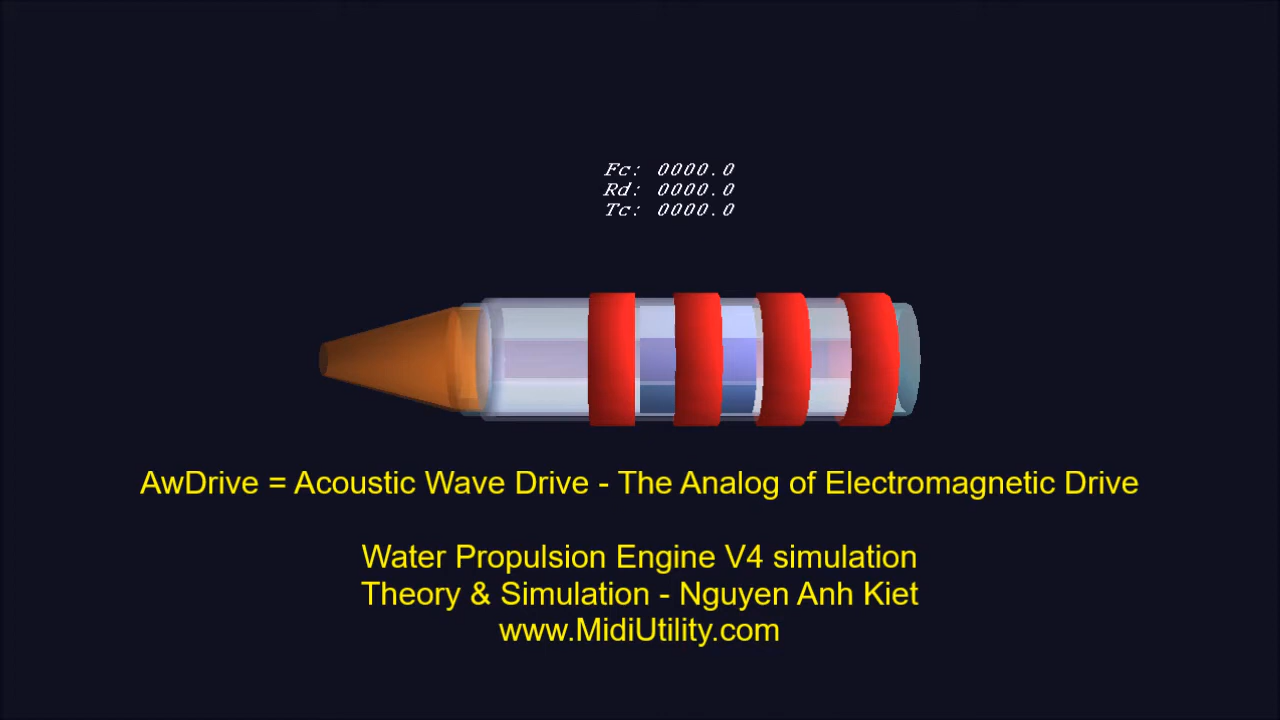 Fc: 0000.0
Rd: 0000.0
Tc: 0000.0
AwDrive = Acoustic Wave Drive - The Analog of Electromagnetic Drive
Water Propulsion Engine V4 simulation
Theory & Simulation - Nguyen Anh Kiet
www.MidiUtility.com